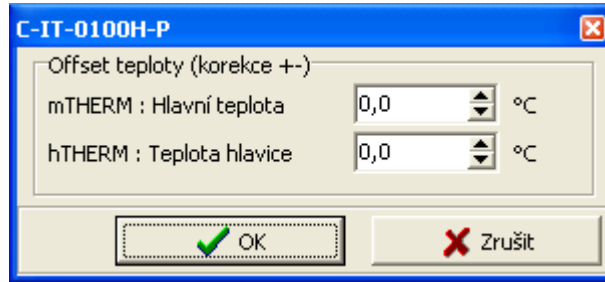 C-IT-0100H-P
Offset teploty (korekce +-)
mTHERM : Hlavní teplota 0,0 °C
hTHERM : Teplota hlavice 0,0 °C
OK Zrušit